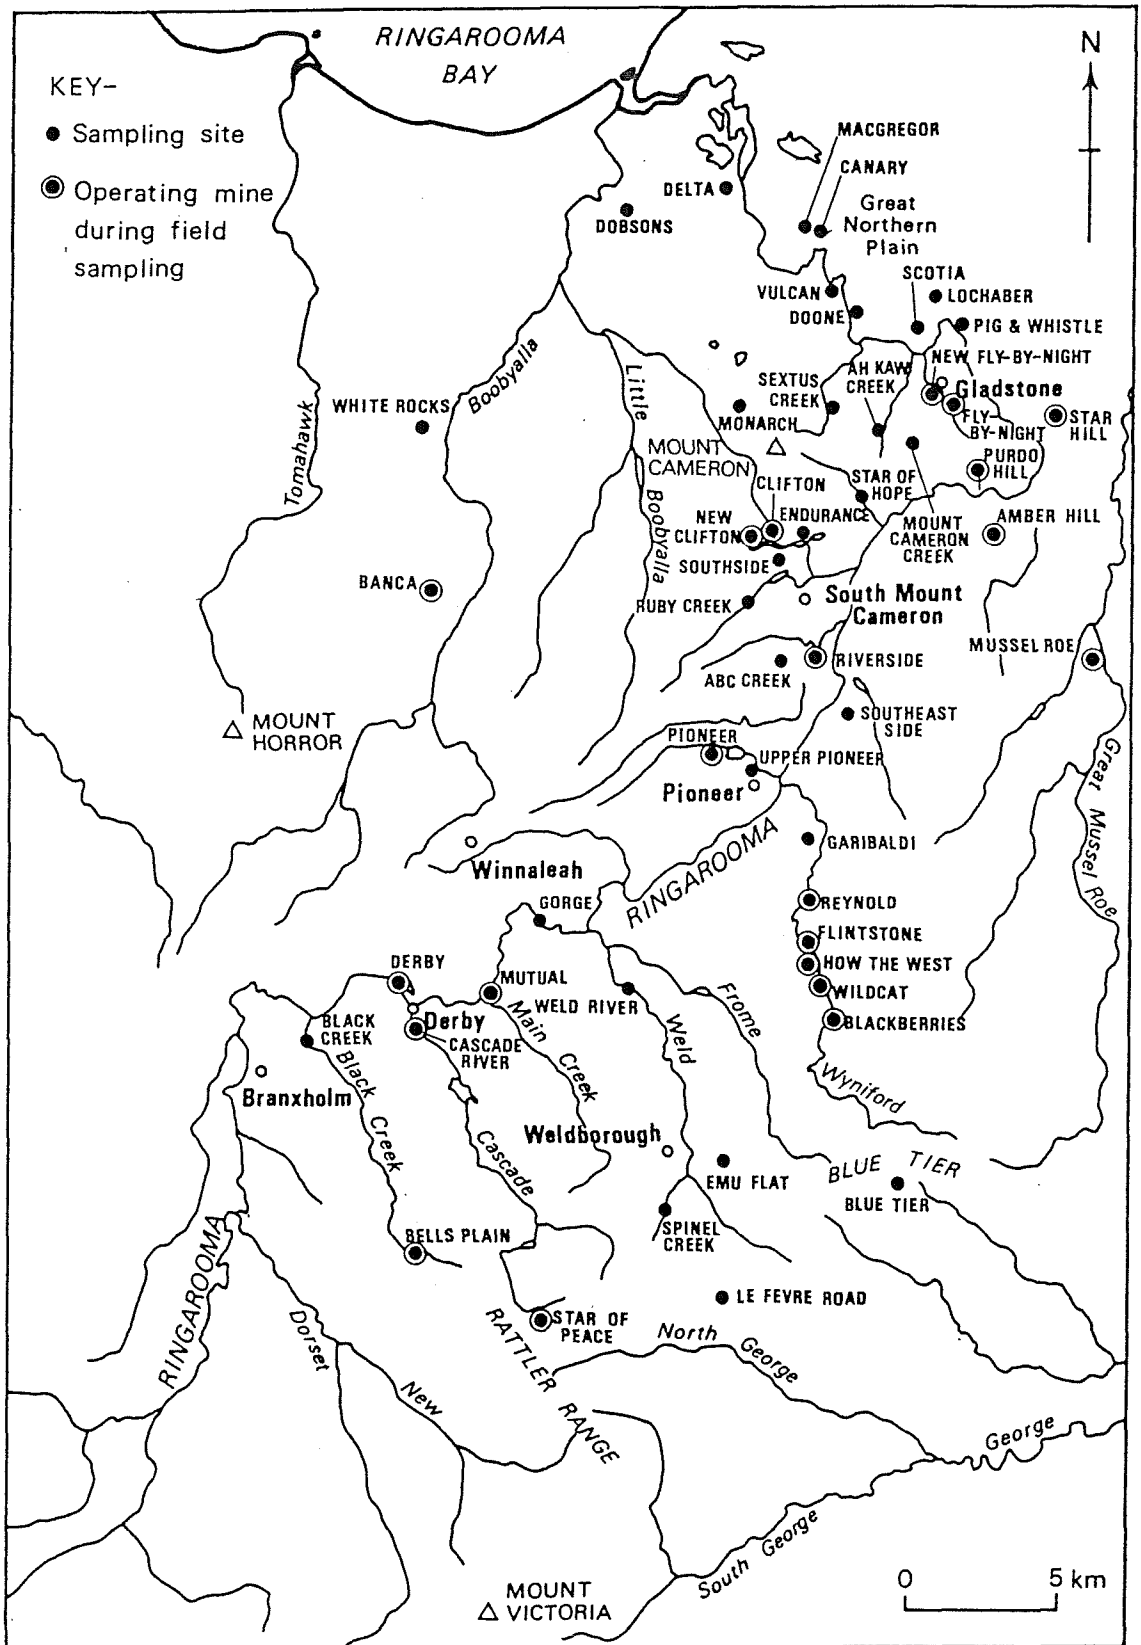 RINGAROOMA
BAY
N
KEY-
Sampling site
Operating mine
during field
sampling
MACGREGOR
CANARY
DELTA
DOBSONS
Great
Northern
Plain
SCOTIA
LOCHABER
VULCAN
DOONE
PIG & WHISTLE
NEW FLY-BY-NIGHT
AH KAW
CREEK
Gladstone
SEXTUS
CREEK
FLY-
BY-NIGHT
STAR
HILL
Boobyalla
Little
Boobyalla
Tomahawk
WHITE ROCKS
MONARCH
MOUNT
CAMERON
PURDO
HILL
CLIFTON
STAR OF
HOPE
NEW
CLIFTON
ENDURANCE
MOUNT
CAMERON
CREEK
AMBER HILL
SOUTHSIDE
BANCA
RUBY CREEK
South Mount
Cameron
MUSSEL ROE
RIVERSIDE
ABC CREEK
MOUNT
HORROR
SOUTHEAST
SIDE
PIONEER
UPPER PIONEER
Pioneer
Great Mussel Roe
GARIBALDI
Winnaleah
RINGAROOMA
GORGE
REYNOLD
FLINTSTONE
HOW THE WEST
WILDCAT
BLACKBERRIES
DERBY
MUTUAL
WELD RIVER
Frome
Weld
BLACK
CREEK
Derby
CASCADE
RIVER
Main
Creek
Black
Creek
Branxholm
Wyniford
Cascade
Weldborough
EMU FLAT
BLUE TIER
BLUE TIER
SPINEL
CREEK
BELLS PLAIN
RINGAROOMA
LE FEVRE ROAD
STAR OF
PEACE
Dorset
RATTLER RANGE
North
George
New
George
South George
MOUNT
VICTORIA
0 5 km